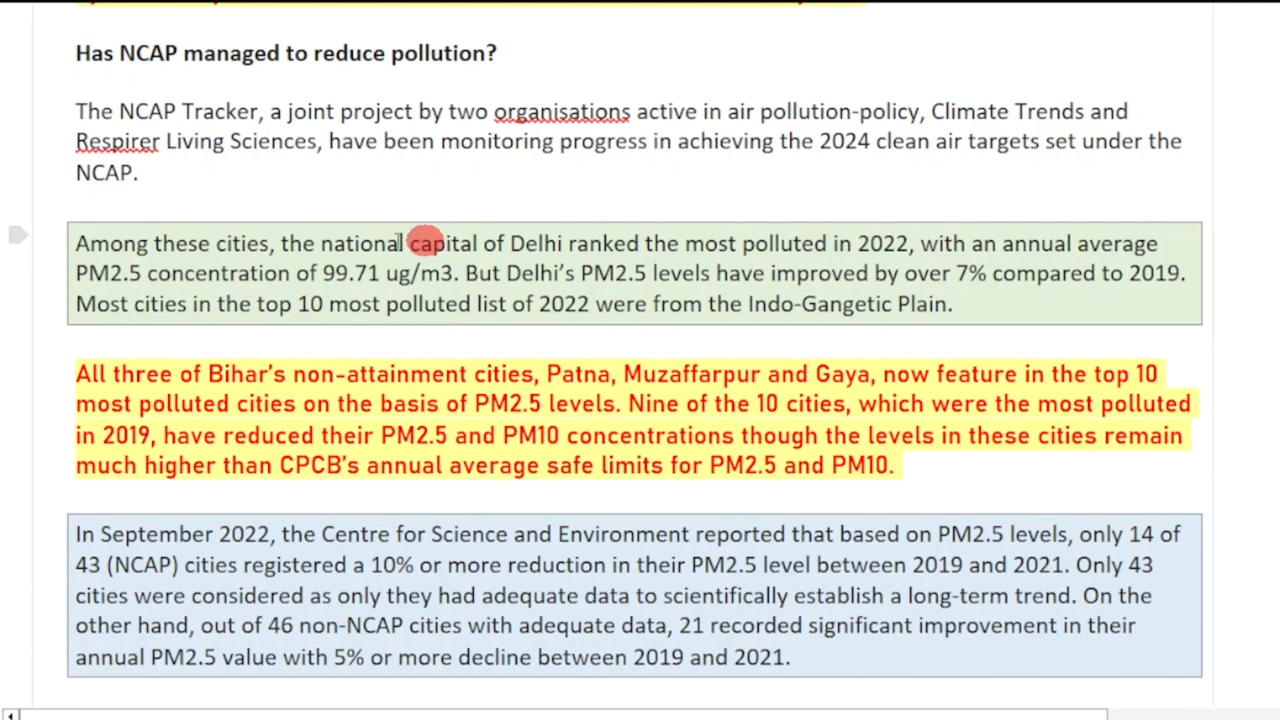 Has NCAP managed to reduce pollution?
The NCAP Tracker, a joint project by two organisations active in air pollution-policy, Climate Trends and
Respirer Living Sciences, have been monitoring progress in achieving the 2024 clean air targets set under the
NCAP.
Among these cities, the national capital of Delhi ranked the most polluted in 2022, with an annual average
PM2.5 concentration of 99.71 ug/m3. But Delhi's PM2.5 levels have improved by over 7% compared to 2019.
Most cities in the top 10 most polluted list of 2022 were from the Indo-Gangetic Plain.
All three of Bihar's non-attainment cities, Patna, Muzaffarpur and Gaya, now feature in the top 10
most polluted cities on the basis of PM2.5 levels. Nine of the 10 cities, which were the most polluted
in 2019, have reduced their PM2.5 and PM10 concentrations though the levels in these cities remain
much higher than CPCB's annual average safe limits for PM2.5 and PM10.
In September 2022, the Centre for Science and Environment reported that based on PM2.5 levels, only 14 of
43 (NCAP) cities registered a 10% or more reduction in their PM2.5 level between 2019 and 2021. Only 43
cities were considered as only they had adequate data to scientifically establish a long-term trend. On the
other hand, out of 46 non-NCAP cities with adequate data, 21 recorded significant improvement in their
annual PM2.5 value with 5% or more decline between 2019 and 2021.